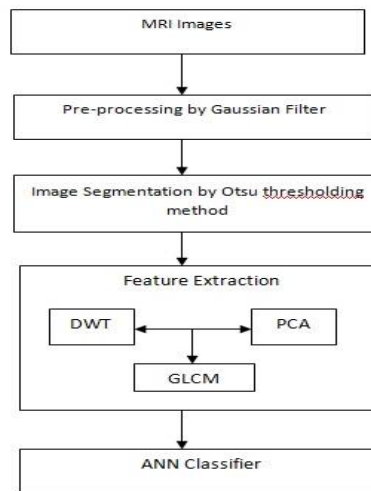 MRI Images
Pre-processing by Gaussian Filter
Image Segmentation by Otsu thresholding
method
Feature Extraction
DWT
PCA
GLCM
ANN Classifier